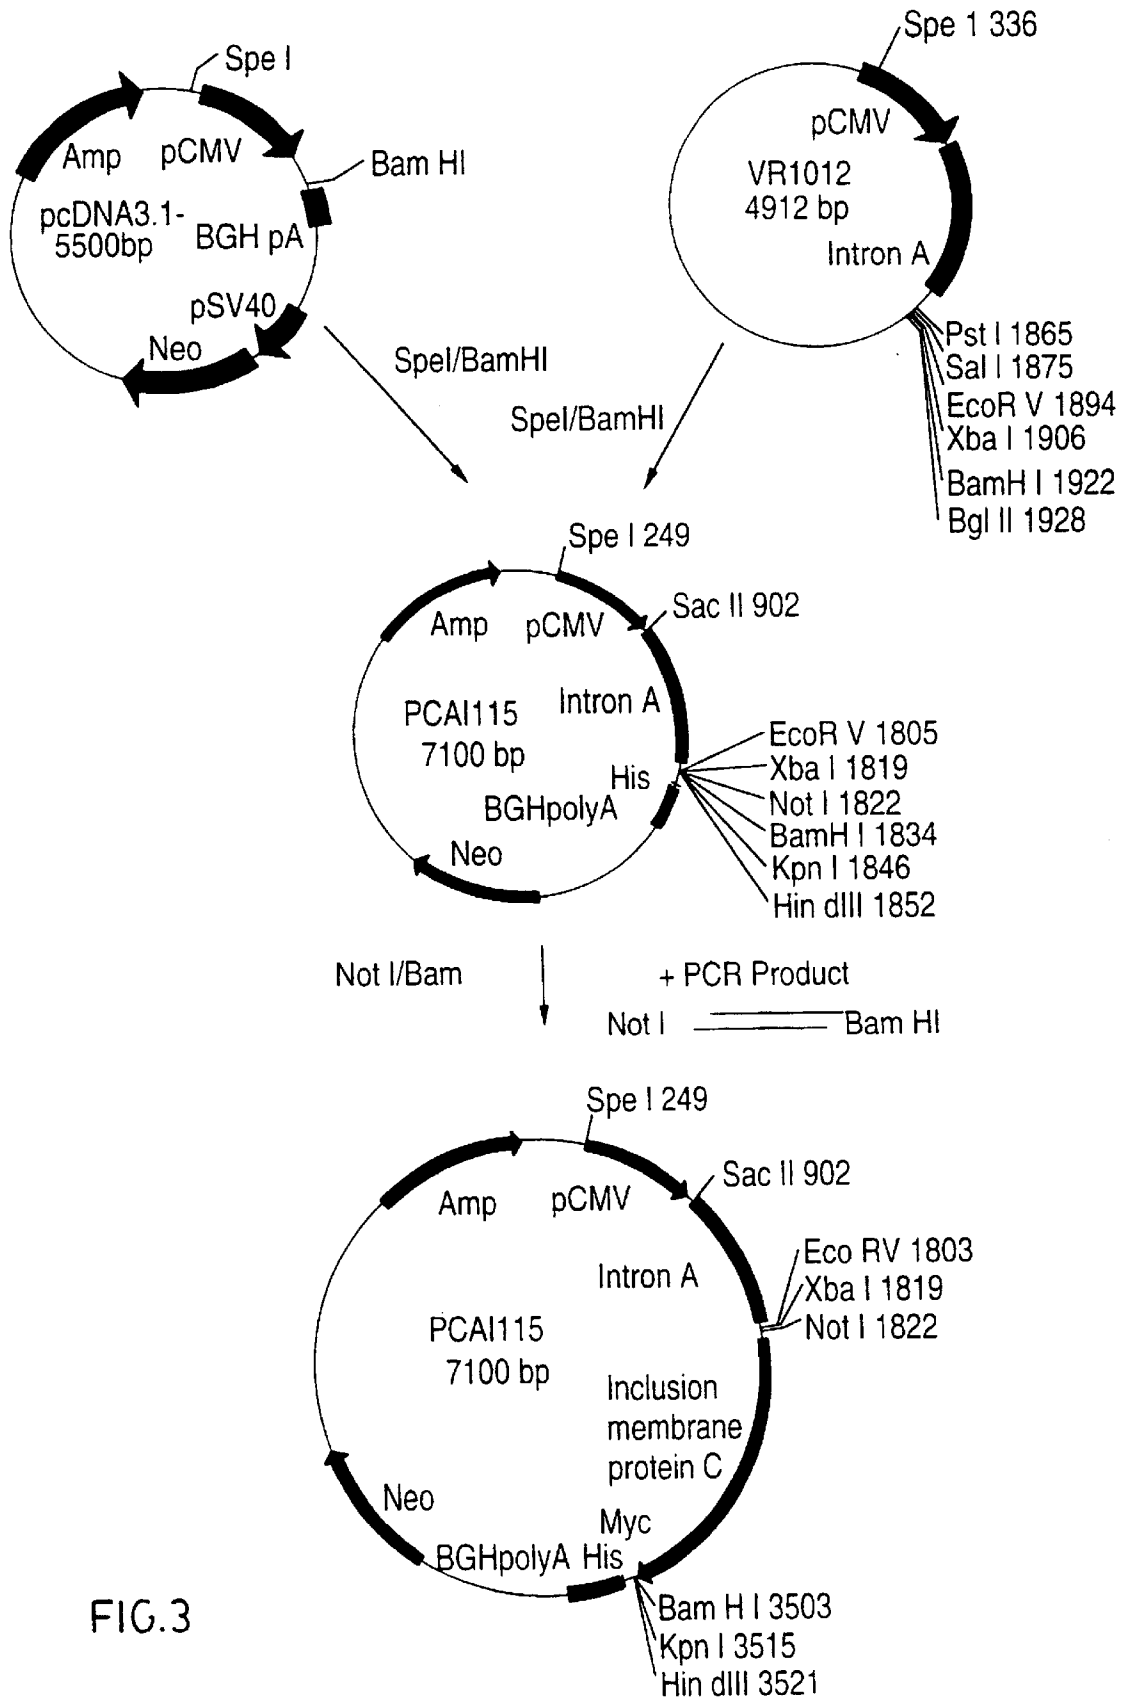 Spe I
Amp
pCMV
Bam HI
pcDNA3.1-
5500bp
BGH pA
pSV40
Neo
Spe 1 336
pCMV
VR1012
4912 bp
Intron A
Pst I 1865
Sal I 1875
EcoR V 1894
Xba I 1906
BamH I 1922
Bgl II 1928
SpeI/BamHI
SpeI/BamHI
Spe I 249
Sac II 902
Amp
pCMV
Intron A
PCAI115
7100 bp
His
BGHpolyA
Neo
EcoR V 1805
Xba I 1819
Not I 1822
BamH I 1834
Kpn I 1846
Hin dIII 1852
Not I/Bam
+ PCR Product
Not I
Bam HI
Spe I 249
Sac II 902
Amp
pCMV
Eco RV 1803
Xba I 1819
Not I 1822
Intron A
PCAI115
7100 bp
Inclusion
membrane
protein C
Neo
Myc
BGHpolyA His
Bam H I 3503
Kpn I 3515
Hin dIII 3521
FIG.3